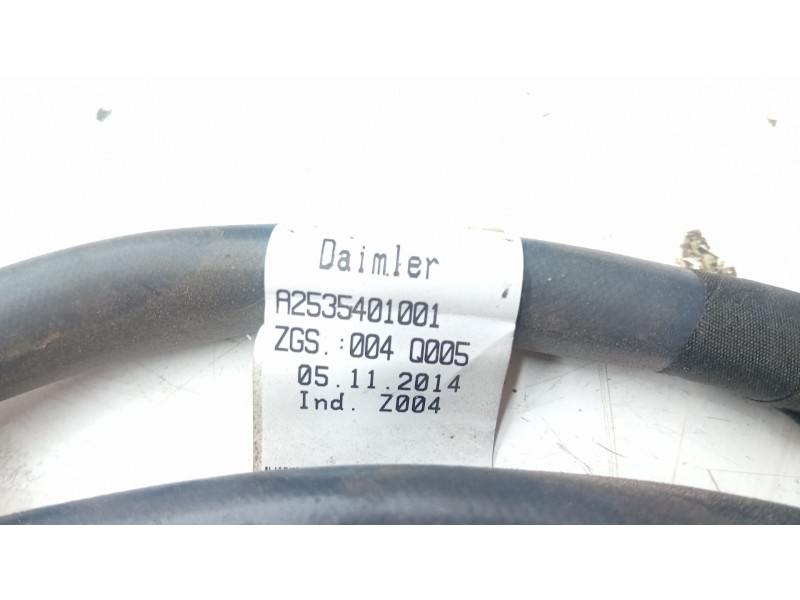 Daimler
A2535401001
ZGS.:004 Q005
05.11.2014
Ind. Z004